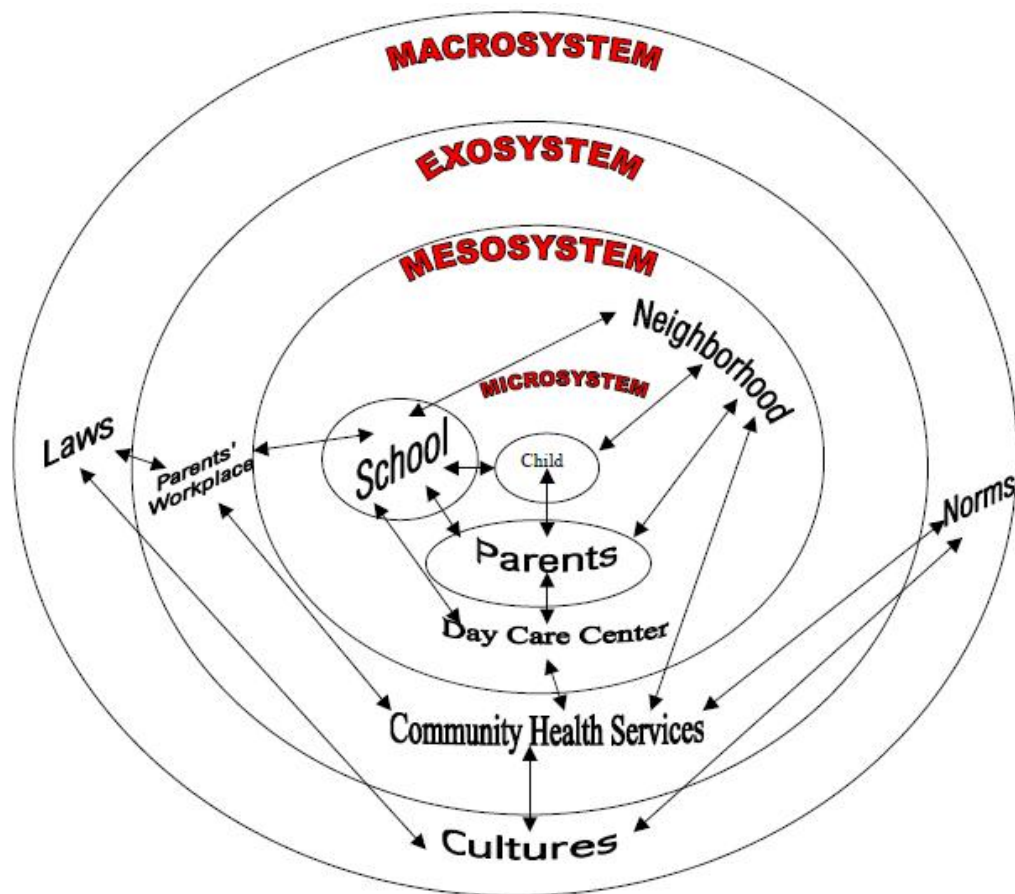 MACROSYSTEM
EXOSYSTEM
MESOSYSTEM
Neighborhood
MICROSYSTEM
Laws
Parents'
Workplace
School
Child
Norms
Parents
Day Care Center
Community Health Services
Cultures